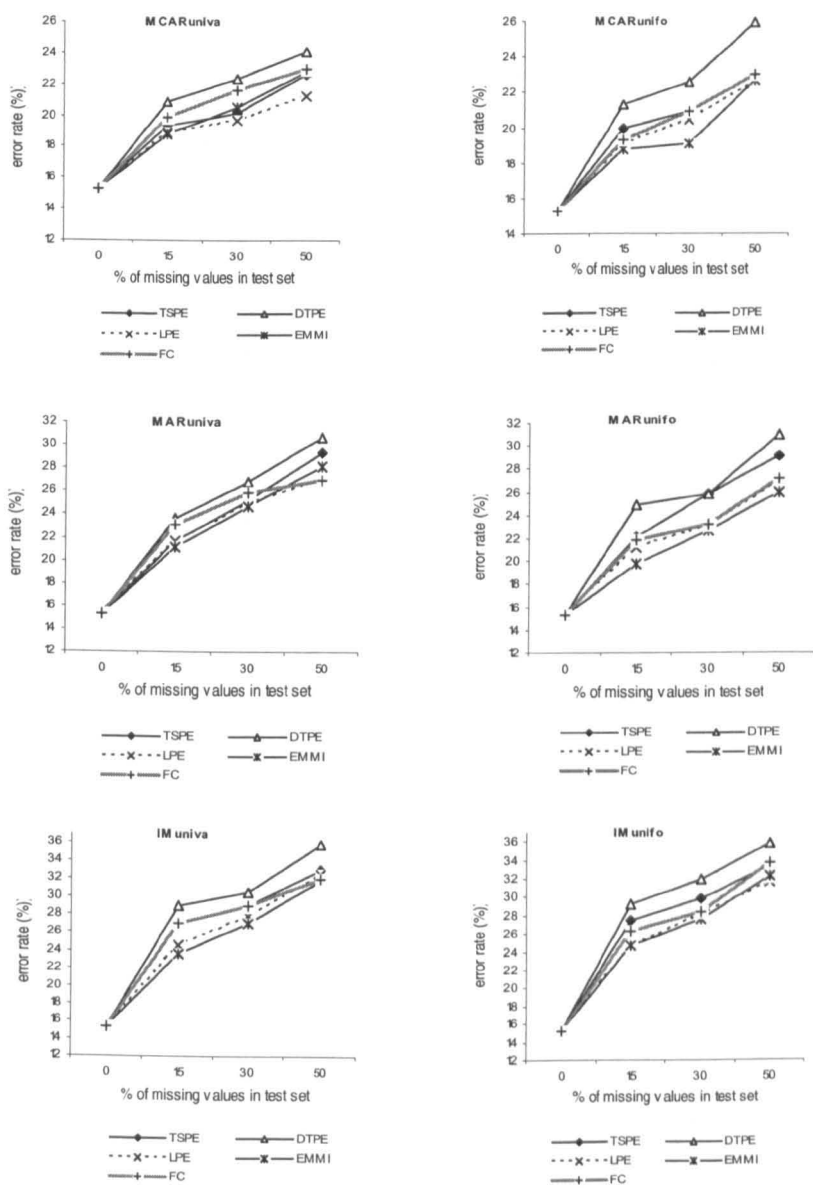 MCARuniva
26
24
22
20
18
16
14
12
error rate (%)
0 15 30 50
% of missing values in test set
TSPE DTPE
LPE EMMI
FC
MCARunifo
26
24
22
20
18
16
14
error rate (%)
0 15 30 50
% of missing values in test set
TSPE DTPE
LPE EMMI
FC
MARuniva
32
30
28
26
24
22
20
18
16
14
12
error rate (%)
0 15 30 50
% of missing values in test set
TSPE DTPE
LPE EMMI
FC
MARunifo
32
30
28
26
24
22
20
18
16
14
12
error rate (%)
0 15 30 50
% of missing values in test set
TSPE DTPE
LPE EMMI
FC
IMuniva
36
34
32
30
28
26
24
22
20
18
16
14
12
error rate (%)
0 15 30 50
% of missing values in test set
TSPE DTPE
LPE EMMI
FC
IMunifo
36
34
32
30
28
26
24
22
20
18
16
14
12
error rate (%)
0 15 30 50
% of missing values in test set
TSPE DTPE
LPE EMMI
FC